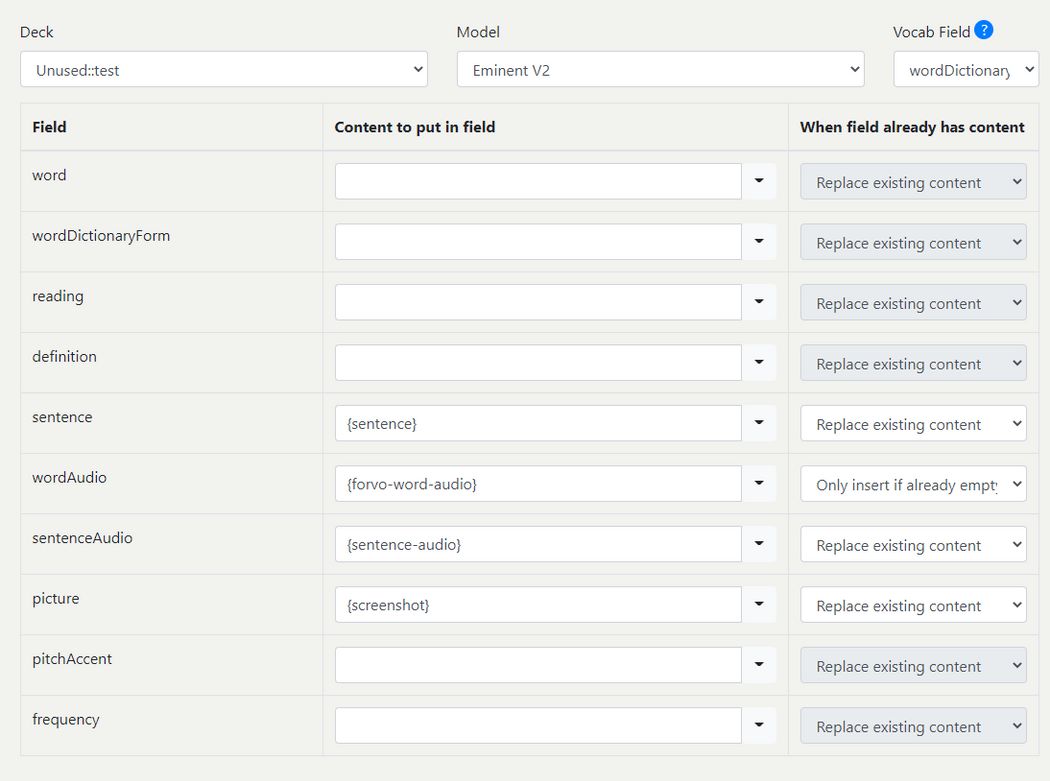 Deck Model Vocab Field ?
Unused::test Eminent V2 wordDictionary
Field Content to put in field When field already has content
word Replace existing content
wordDictionaryForm Replace existing content
reading Replace existing content
definition Replace existing content
sentence {sentence} Replace existing content
wordAudio {forvo-word-audio} Only insert if already empty
sentenceAudio {sentence-audio} Replace existing content
picture {screenshot} Replace existing content
pitchAccent Replace existing content
frequency Replace existing content